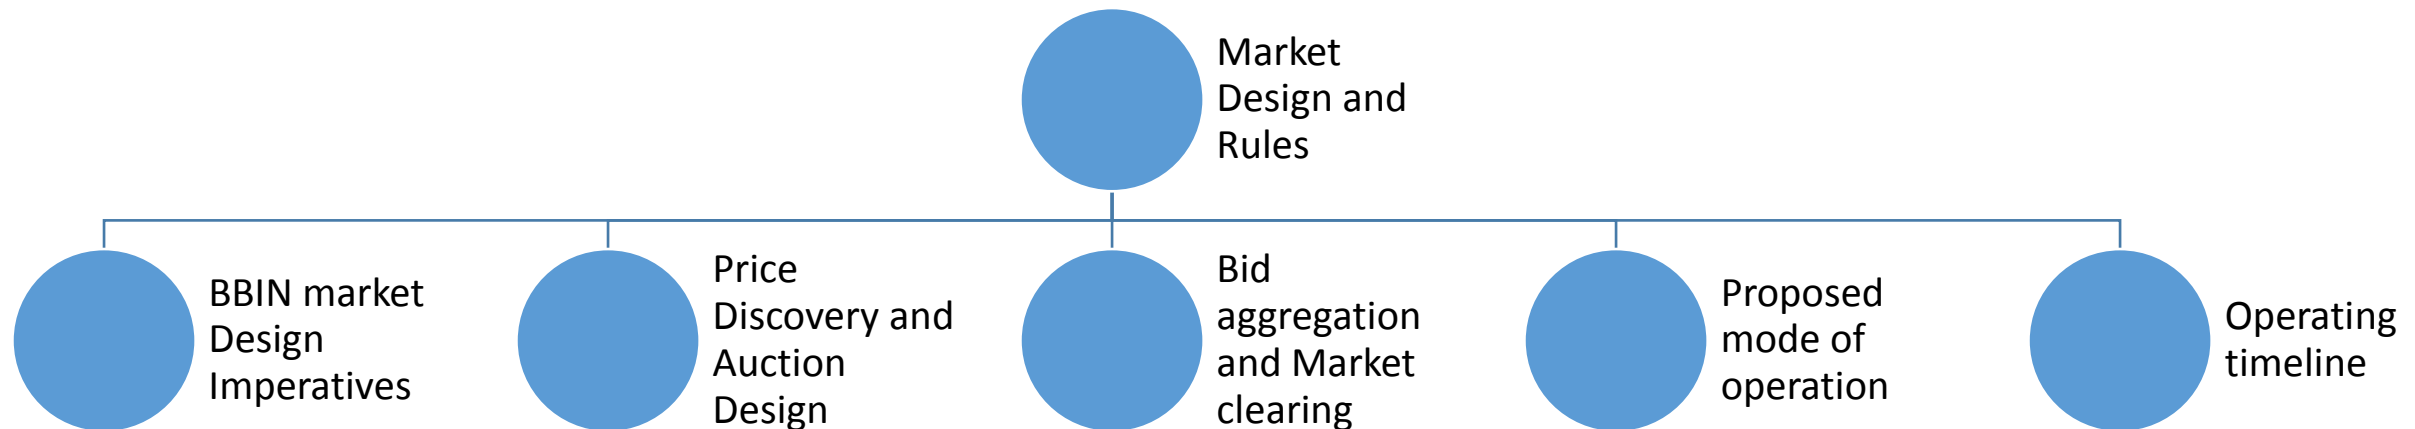 Market
Design and
Rules
BBIN market
Design
Imperatives
Price
Discovery and
Auction
Design
Bid
aggregation
and Market
clearing
Proposed
mode of
operation
Operating
timeline